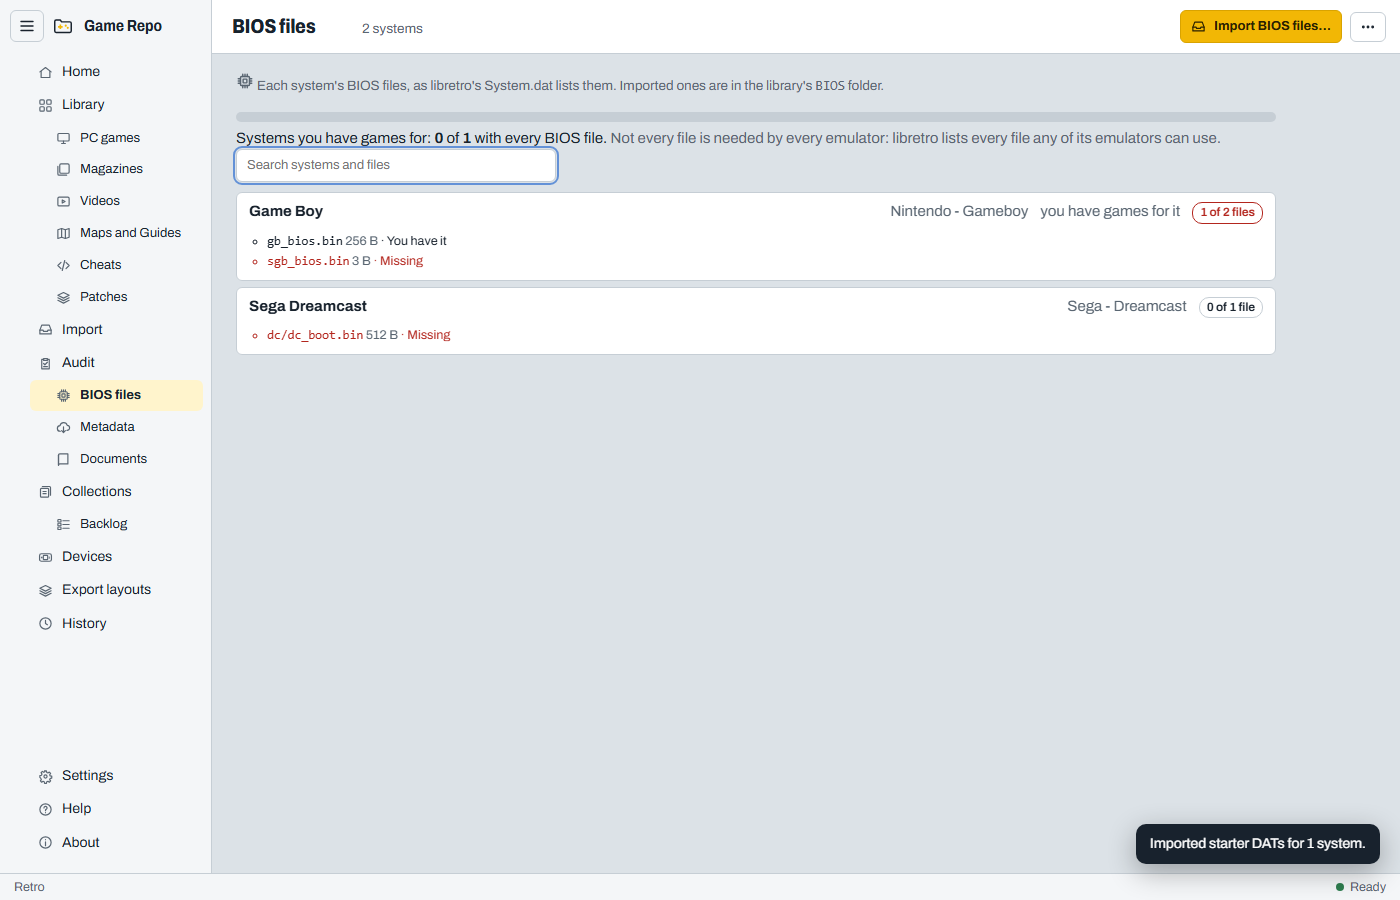 Game Repo
BIOS files
2 systems
Import BIOS files...
Home
Library
PC games
Magazines
Videos
Maps and Guides
Cheats
Patches
Import
Audit
BIOS files
Metadata
Documents
Collections
Backlog
Devices
Export layouts
History
Settings
Help
About
Each system's BIOS files, as libretro's System.dat lists them. Imported ones are in the library's BIOS folder.
Systems you have games for: 0 of 1 with every BIOS file. Not every file is needed by every emulator: libretro lists every file any of its emulators can use.
Search systems and files
Game Boy
Nintendo - Gameboy you have games for it 1 of 2 files
gb_bios.bin 256 B · You have it
sgb_bios.bin 3 B · Missing
Sega Dreamcast
Sega - Dreamcast 0 of 1 file
dc/dc_boot.bin 512 B · Missing
Imported starter DATs for 1 system.
Retro
Ready